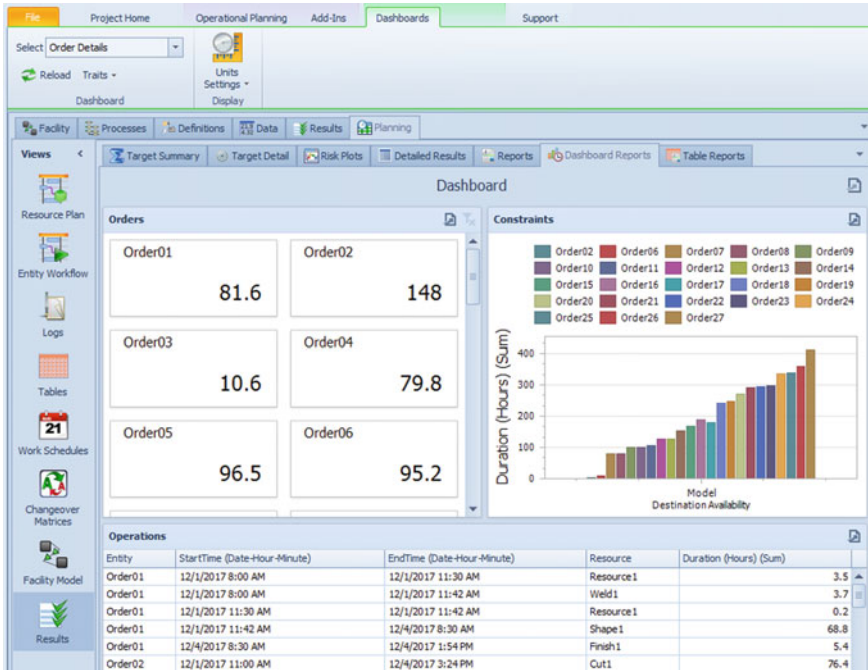 File Project Home Operational Planning Add-Ins Dashboards Support
Select Order Details
Reload Traits
Units
Settings
Dashboard Display
Facility Processes Definitions Data Results Planning
Views < Target Summary Target Detail Risk Plots Detailed Results Reports Dashboard Reports Table Reports
Dashboard
Resource Plan
Entity Workflow
Logs
Tables
21
Work Schedules
Changeover
Matrices
Facility Model
Results
Orders
Order01 Order02
81.6 148
Order03 Order04
10.6 79.8
Order05 Order06
96.5 95.2
Constraints
Order02 Order06 Order07 Order08 Order09
Order10 Order11 Order12 Order13 Order14
Order15 Order16 Order17 Order18 Order19
Order20 Order21 Order22 Order23 Order24
Order25 Order26 Order27
Duration (Hours) (Sum)
400
300
200
100
0
Model
Destination Availability
Operations
Entity StartTime (Date-Hour-Minute) EndTime (Date-Hour-Minute) Resource Duration (Hours) (Sum)
Order01 12/1/2017 8:00 AM 12/1/2017 11:30 AM Resource1 3.5
Order01 12/1/2017 8:00 AM 12/1/2017 11:42 AM Weld1 3.7
Order01 12/1/2017 11:30 AM 12/1/2017 11:42 AM Resource1 0.2
Order01 12/1/2017 11:42 AM 12/4/2017 8:30 AM Shape1 68.8
Order01 12/4/2017 8:30 AM 12/4/2017 1:54 PM Finish1 5.4
Order02 12/1/2017 11:00 AM 12/4/2017 3:24 PM Cut1 76.4